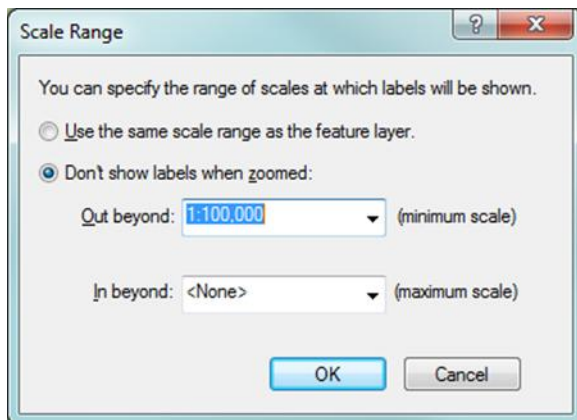 Scale Range
?
You can specify the range of scales at which labels will be shown.
Use the same scale range as the feature layer.
Don't show labels when zoomed:
Out beyond: 1:100,000 (minimum scale)
In beyond: <None> (maximum scale)
OK Cancel